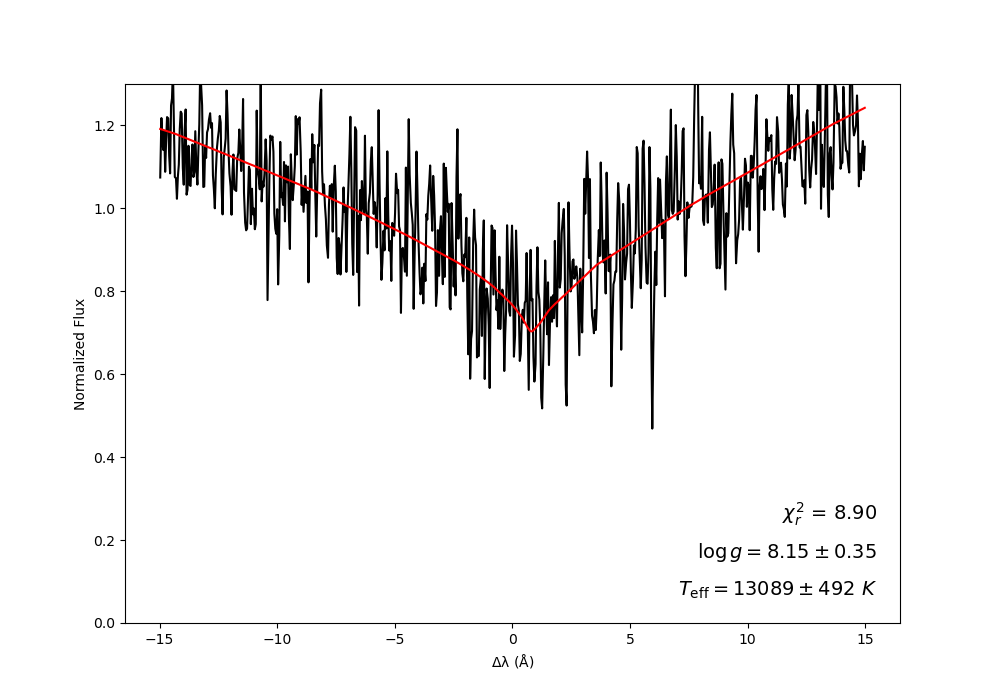 1.2
1.0
0.8
0.6
0.4
0.2
0.0
Normalized Flux
χ²ᵣ = 8.90
log g = 8.15 ± 0.35
T_eff = 13089 ± 492 K
−15 −10 −5 0 5 10 15
Δλ (Å)